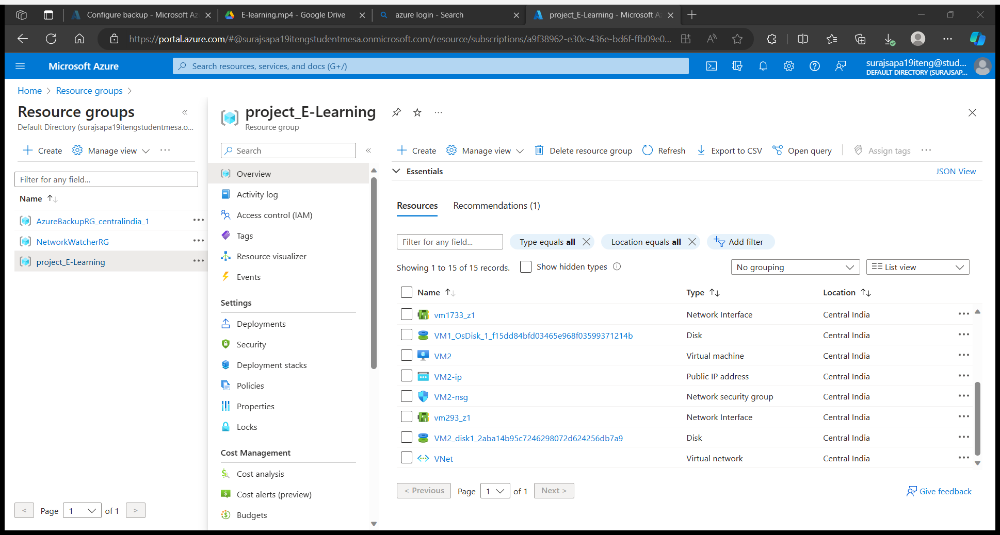 Configure backup - Microsoft Az
E-learning.mp4 - Google Drive
azure login - Search
project_E-Learning - Microsoft A
https://portal.azure.com/#@surajsapa19itengstudentmesa.onmicrosoft.com/resource/subscriptions/a9f38962-e30c-436e-bd6f-ffb09e0...
Microsoft Azure
Search resources, services, and docs (G+/)
surajsapa19iteng@stud...
DEFAULT DIRECTORY (SURAJSAP...
Home > Resource groups >
Resource groups
Default Directory (surajsapa19itengstudentmesa.o...
Create
Manage view
Filter for any field...
Name
AzureBackupRG_centralindia_1
NetworkWatcherRG
project_E-Learning
< Page 1 of 1 >
project_E-Learning
Resource group
Search
Overview
Activity log
Access control (IAM)
Tags
Resource visualizer
Events
Settings
Deployments
Security
Deployment stacks
Policies
Properties
Locks
Cost Management
Cost analysis
Cost alerts (preview)
Budgets
Create
Manage view
Delete resource group
Refresh
Export to CSV
Open query
Assign tags
Essentials
JSON View
Resources
Recommendations (1)
Filter for any field...
Type equals all
Location equals all
Add filter
Showing 1 to 15 of 15 records.
Show hidden types
No grouping
List view
Name Type Location
vm1733_z1 Network Interface Central India
VM1_OsDisk_1_f15dd84bfd03465e968f03599371214b Disk Central India
VM2 Virtual machine Central India
VM2-ip Public IP address Central India
VM2-nsg Network security group Central India
vm293_z1 Network Interface Central India
VM2_disk1_2aba14b95c7246298072d624256db7a9 Disk Central India
VNet Virtual network Central India
< Previous Page 1 of 1 Next >
Give feedback